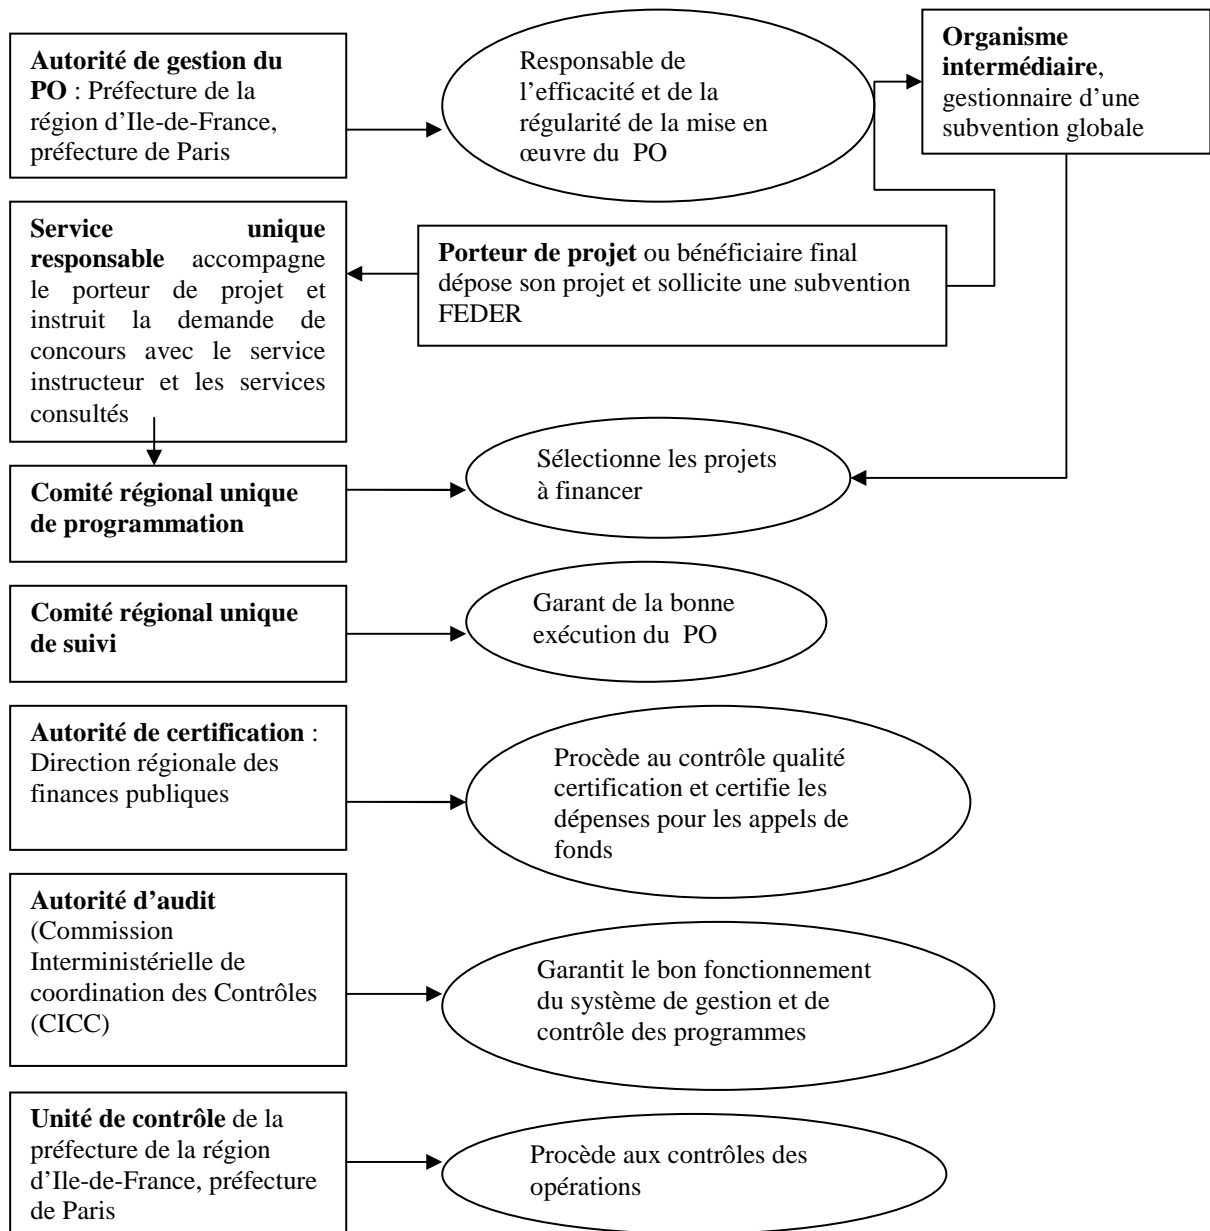 Autorité de gestion du
PO : Préfecture de la
région d'Ile-de-France,
préfecture de Paris
Responsable de
l'efficacité et de la
régularité de la mise en
œuvre du PO
Organisme
intermédiaire,
gestionnaire d'une
subvention globale
Service unique
responsable accompagne
le porteur de projet et
instruit la demande de
concours avec le service
instructeur et les services
consultés
Porteur de projet ou bénéficiaire final
dépose son projet et sollicite une subvention
FEDER
Comité régional unique
de programmation
Sélectionne les projets
à financer
Comité régional unique
de suivi
Garant de la bonne
exécution du PO
Autorité de certification :
Direction régionale des
finances publiques
Procède au contrôle qualité
certification et certifie les
dépenses pour les appels de
fonds
Autorité d'audit
(Commission
Interministérielle de
coordination des Contrôles
(CICC)
Garantit le bon fonctionnement
du système de gestion et de
contrôle des programmes
Unité de contrôle de la
préfecture de la région
d'Ile-de-France, préfecture
de Paris
Procède aux contrôles des
opérations